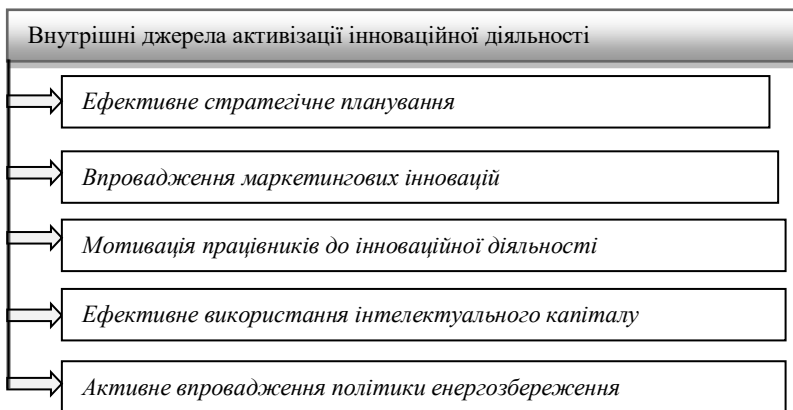 Внутрішні джерела активізації інноваційної діяльності
Ефективне стратегічне планування
Впровадження маркетингових інновацій
Мотивація працівників до інноваційної діяльності
Ефективне використання інтелектуального капіталу
Активне впровадження політики енергозбереження